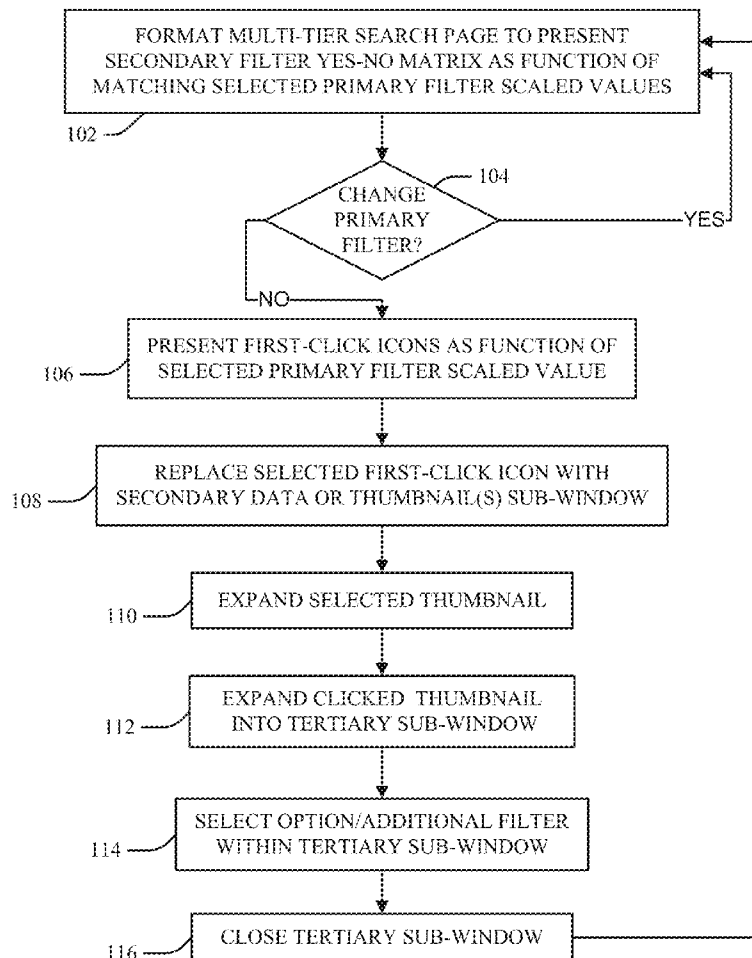 FORMAT MULTI-TIER SEARCH PAGE TO PRESENT
SECONDARY FILTER YES-NO MATRIX AS FUNCTION OF
MATCHING SELECTED PRIMARY FILTER SCALED VALUES
102
104
CHANGE
PRIMARY
FILTER?
YES
NO
PRESENT FIRST-CLICK ICONS AS FUNCTION OF
SELECTED PRIMARY FILTER SCALED VALUE
106
REPLACE SELECTED FIRST-CLICK ICON WITH
SECONDARY DATA OR THUMBNAIL(S) SUB-WINDOW
108
EXPAND SELECTED THUMBNAIL
110
EXPAND CLICKED THUMBNAIL
INTO TERTIARY SUB-WINDOW
112
SELECT OPTION/ADDITIONAL FILTER
WITHIN TERTIARY SUB-WINDOW
114
CLOSE TERTIARY SUB-WINDOW
116